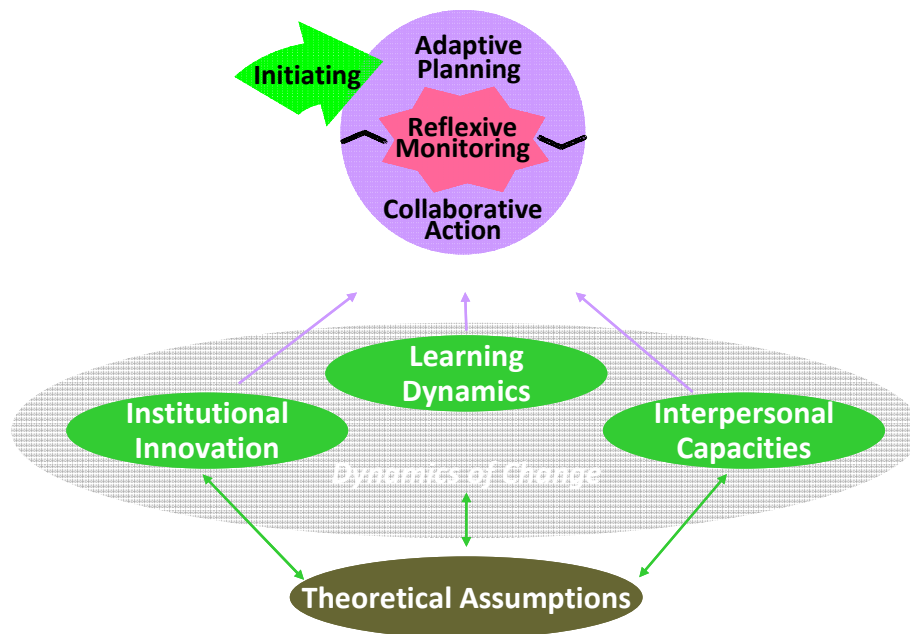 Initiating
Adaptive
Planning
Reflexive
Monitoring
Collaborative
Action
Learning
Dynamics
Institutional
Innovation
Interpersonal
Capacities
Dynamics of Change
Theoretical Assumptions